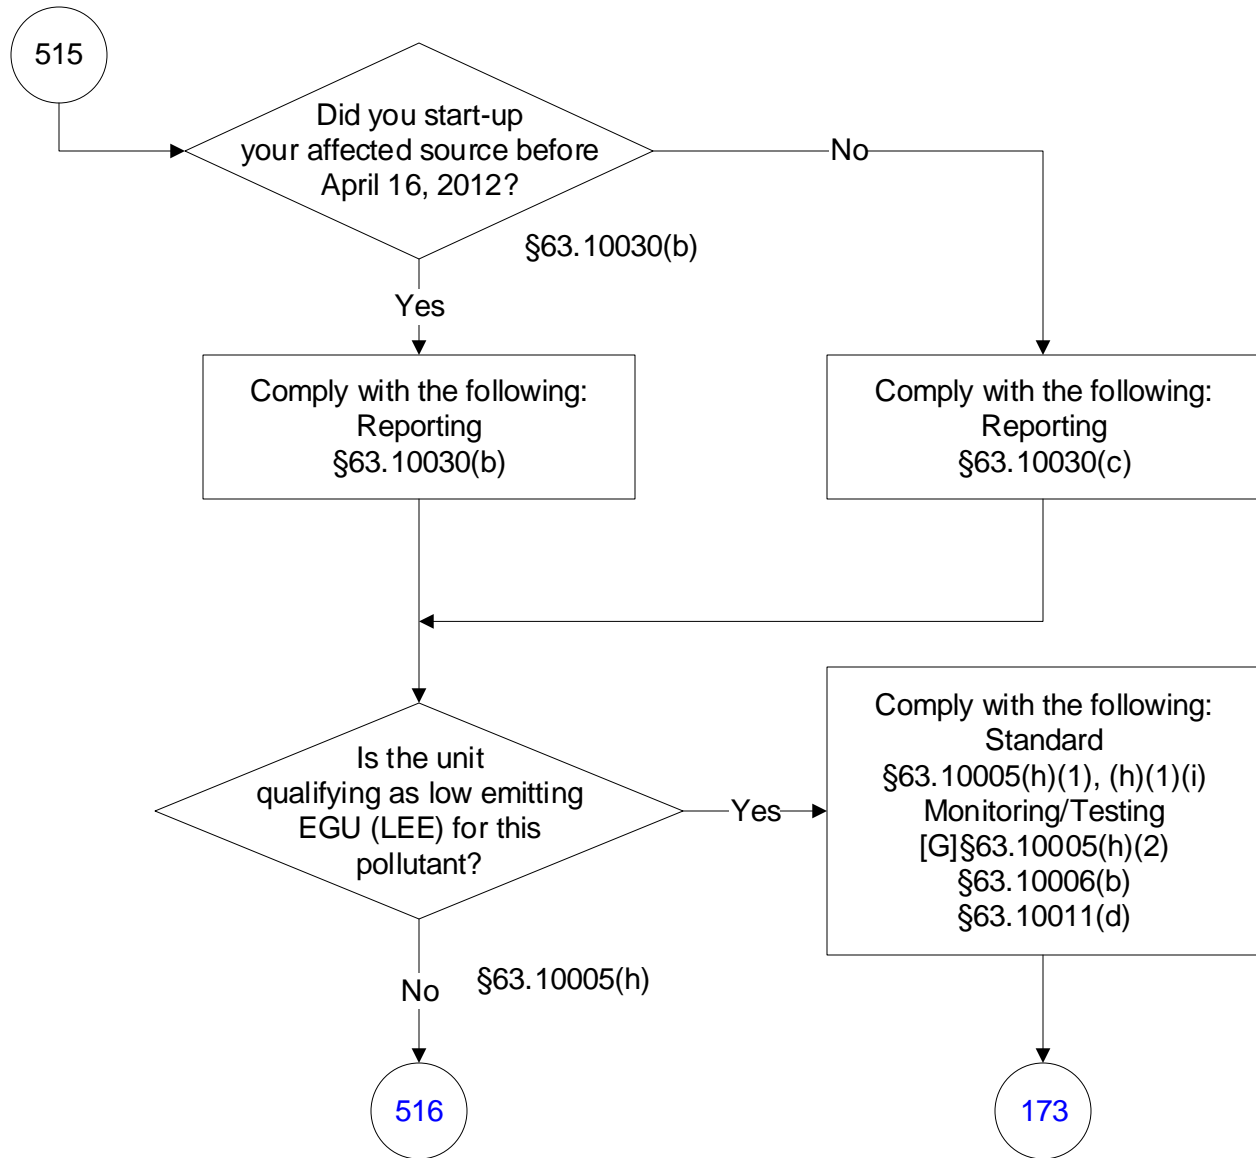 515
Did you start-up
your affected source before
April 16, 2012?
No
§63.10030(b)
Yes
Comply with the following:
Reporting
§63.10030(b)
Comply with the following:
Reporting
§63.10030(c)
Is the unit
qualifying as low emitting
EGU (LEE) for this
pollutant?
Yes
Comply with the following:
Standard
§63.10005(h)(1), (h)(1)(i)
Monitoring/Testing
[G]§63.10005(h)(2)
§63.10006(b)
§63.10011(d)
No
§63.10005(h)
516
173